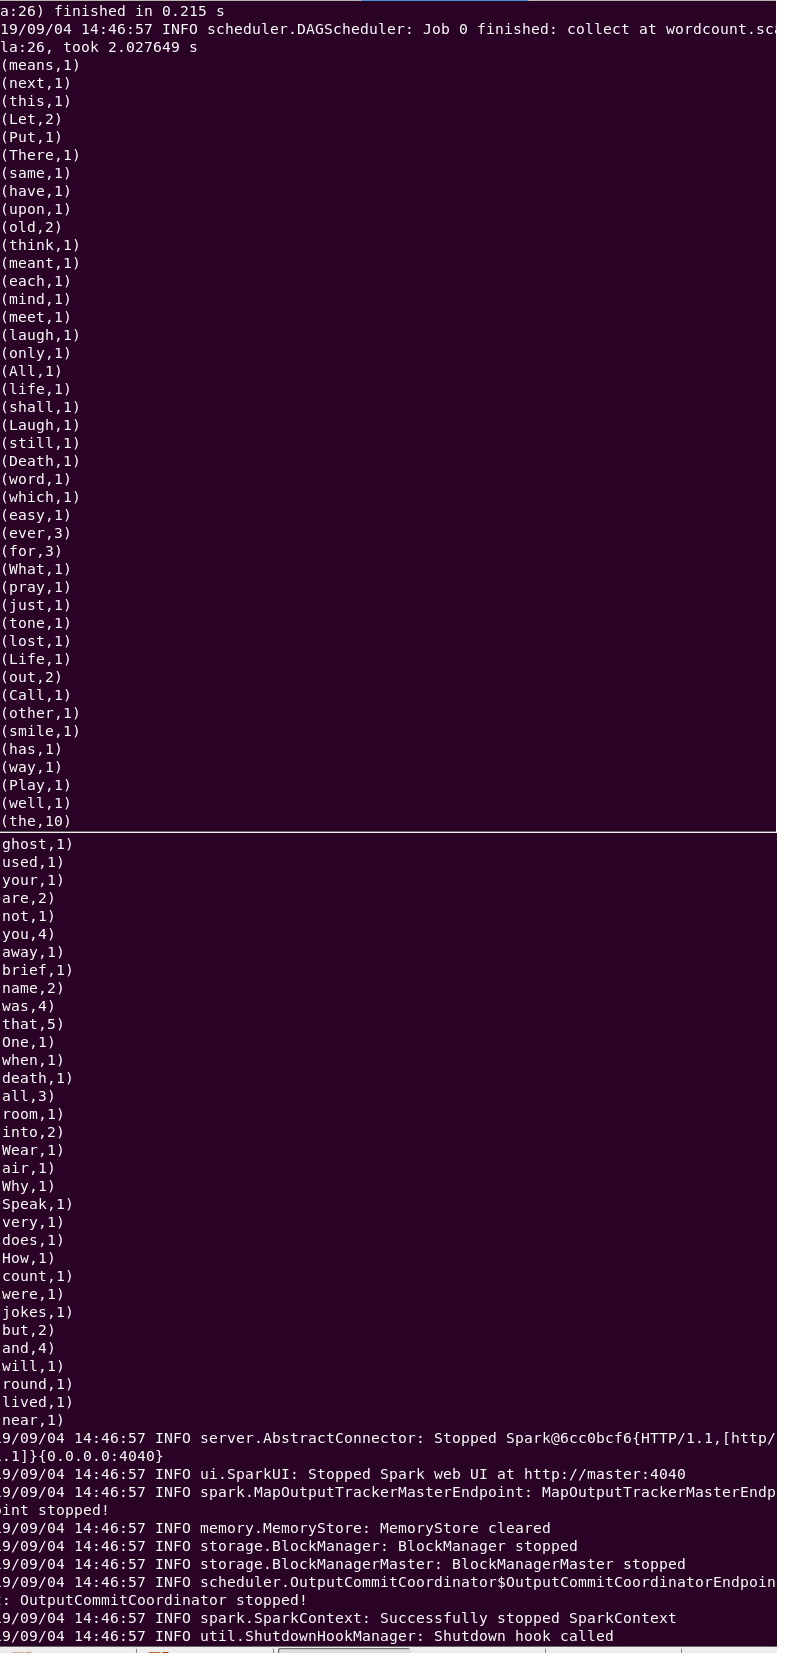 a:26) finished in 0.215 s
19/09/04 14:46:57 INFO scheduler.DAGScheduler: Job 0 finished: collect at wordcount.sca
la:26, took 2.027649 s
(means,1)
(next,1)
(this,1)
(Let,2)
(Put,1)
(There,1)
(same,1)
(have,1)
(upon,1)
(old,2)
(think,1)
(meant,1)
(each,1)
(mind,1)
(meet,1)
(laugh,1)
(only,1)
(All,1)
(life,1)
(shall,1)
(Laugh,1)
(still,1)
(Death,1)
(word,1)
(which,1)
(easy,1)
(ever,3)
(for,3)
(What,1)
(pray,1)
(just,1)
(tone,1)
(lost,1)
(Life,1)
(out,2)
(Call,1)
(other,1)
(smile,1)
(has,1)
(way,1)
(Play,1)
(well,1)
(the,10)
ghost,1)
used,1)
your,1)
are,2)
not,1)
you,4)
away,1)
brief,1)
name,2)
was,4)
that,5)
One,1)
when,1)
death,1)
all,3)
room,1)
into,2)
Wear,1)
air,1)
Why,1)
Speak,1)
very,1)
does,1)
How,1)
count,1)
were,1)
jokes,1)
but,2)
and,4)
will,1)
round,1)
lived,1)
near,1)
9/09/04 14:46:57 INFO server.AbstractConnector: Stopped Spark@6cc0bcf6{HTTP/1.1,[http/
.1]}{0.0.0.0:4040}
9/09/04 14:46:57 INFO ui.SparkUI: Stopped Spark web UI at http://master:4040
9/09/04 14:46:57 INFO spark.MapOutputTrackerMasterEndpoint: MapOutputTrackerMasterEndp
oint stopped!
9/09/04 14:46:57 INFO memory.MemoryStore: MemoryStore cleared
9/09/04 14:46:57 INFO storage.BlockManager: BlockManager stopped
9/09/04 14:46:57 INFO storage.BlockManagerMaster: BlockManagerMaster stopped
9/09/04 14:46:57 INFO scheduler.OutputCommitCoordinator$OutputCommitCoordinatorEndpoin
: OutputCommitCoordinator stopped!
9/09/04 14:46:57 INFO spark.SparkContext: Successfully stopped SparkContext
9/09/04 14:46:57 INFO util.ShutdownHookManager: Shutdown hook called